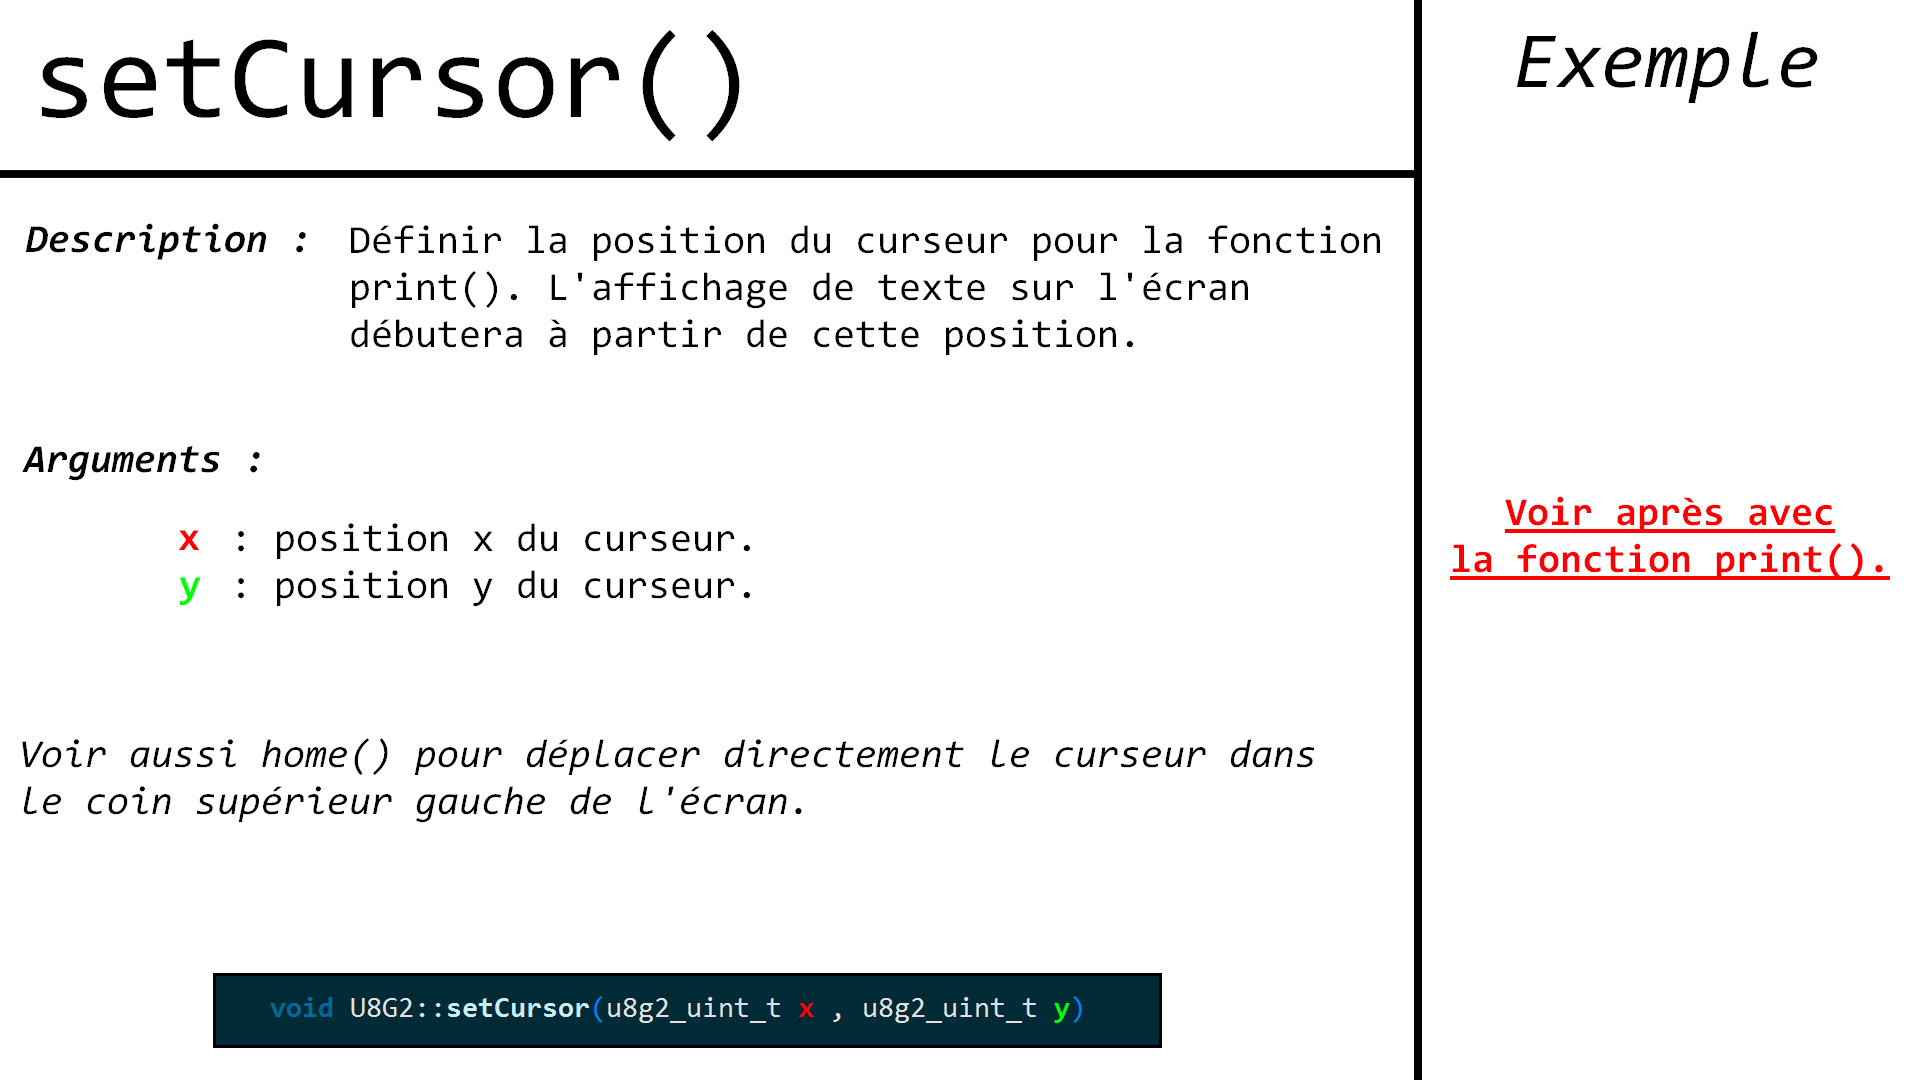 setCursor()
Exemple
Description : Définir la position du curseur pour la fonction
print(). L'affichage de texte sur l'écran
débutera à partir de cette position.
Arguments :
x : position x du curseur.
y : position y du curseur.
Voir après avec
la fonction print().
Voir aussi home() pour déplacer directement le curseur dans
le coin supérieur gauche de l'écran.
void U8G2::setCursor(u8g2_uint_t x , u8g2_uint_t y)